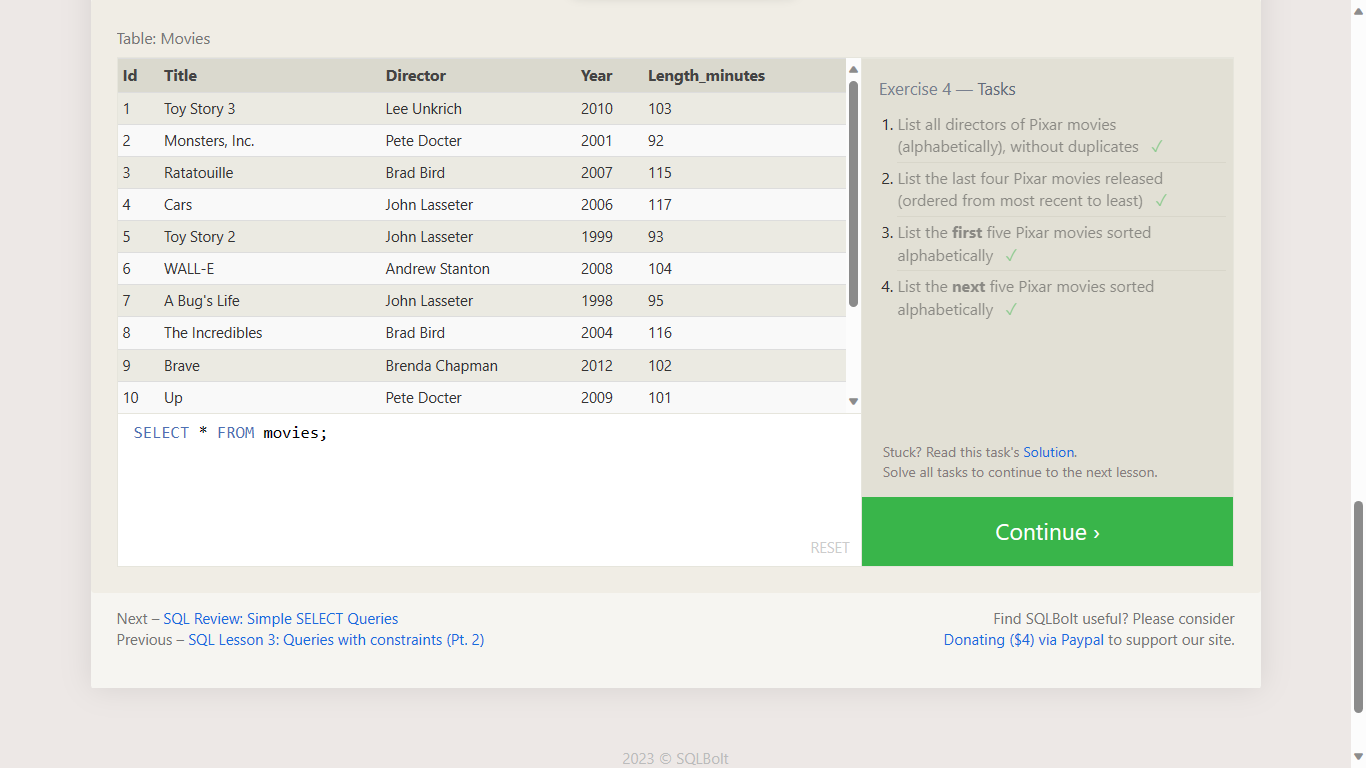 Table: Movies
Id Title Director Year Length_minutes
1 Toy Story 3 Lee Unkrich 2010 103
2 Monsters, Inc. Pete Docter 2001 92
3 Ratatouille Brad Bird 2007 115
4 Cars John Lasseter 2006 117
5 Toy Story 2 John Lasseter 1999 93
6 WALL-E Andrew Stanton 2008 104
7 A Bug's Life John Lasseter 1998 95
8 The Incredibles Brad Bird 2004 116
9 Brave Brenda Chapman 2012 102
10 Up Pete Docter 2009 101
SELECT * FROM movies;
RESET
Exercise 4 — Tasks
1. List all directors of Pixar movies
(alphabetically), without duplicates ✓
2. List the last four Pixar movies released
(ordered from most recent to least) ✓
3. List the first five Pixar movies sorted
alphabetically ✓
4. List the next five Pixar movies sorted
alphabetically ✓
Stuck? Read this task's Solution.
Solve all tasks to continue to the next lesson.
Continue ›
Next – SQL Review: Simple SELECT Queries
Previous – SQL Lesson 3: Queries with constraints (Pt. 2)
Find SQLBolt useful? Please consider
Donating ($4) via Paypal to support our site.
2023 © SQLBolt